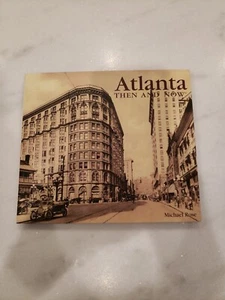 Atlanta
THEN AND NOW
Michael Rose